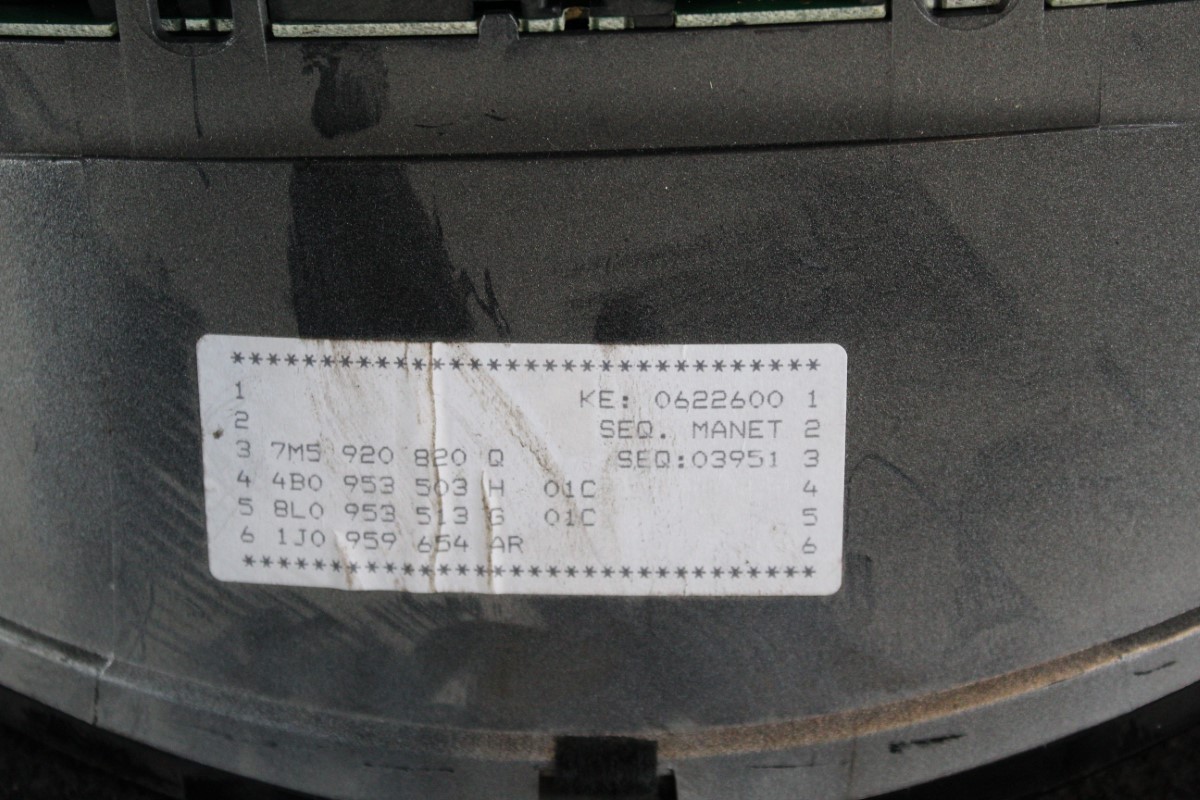 *********************************
1 KE: 0622600 1
2 SEQ. MANET 2
3 7M5 920 820 Q SEQ:03951 3
4 4B0 953 503 H 01C 4
5 8L0 953 513 G 01C 5
6 1J0 959 654 AR 6
********************************